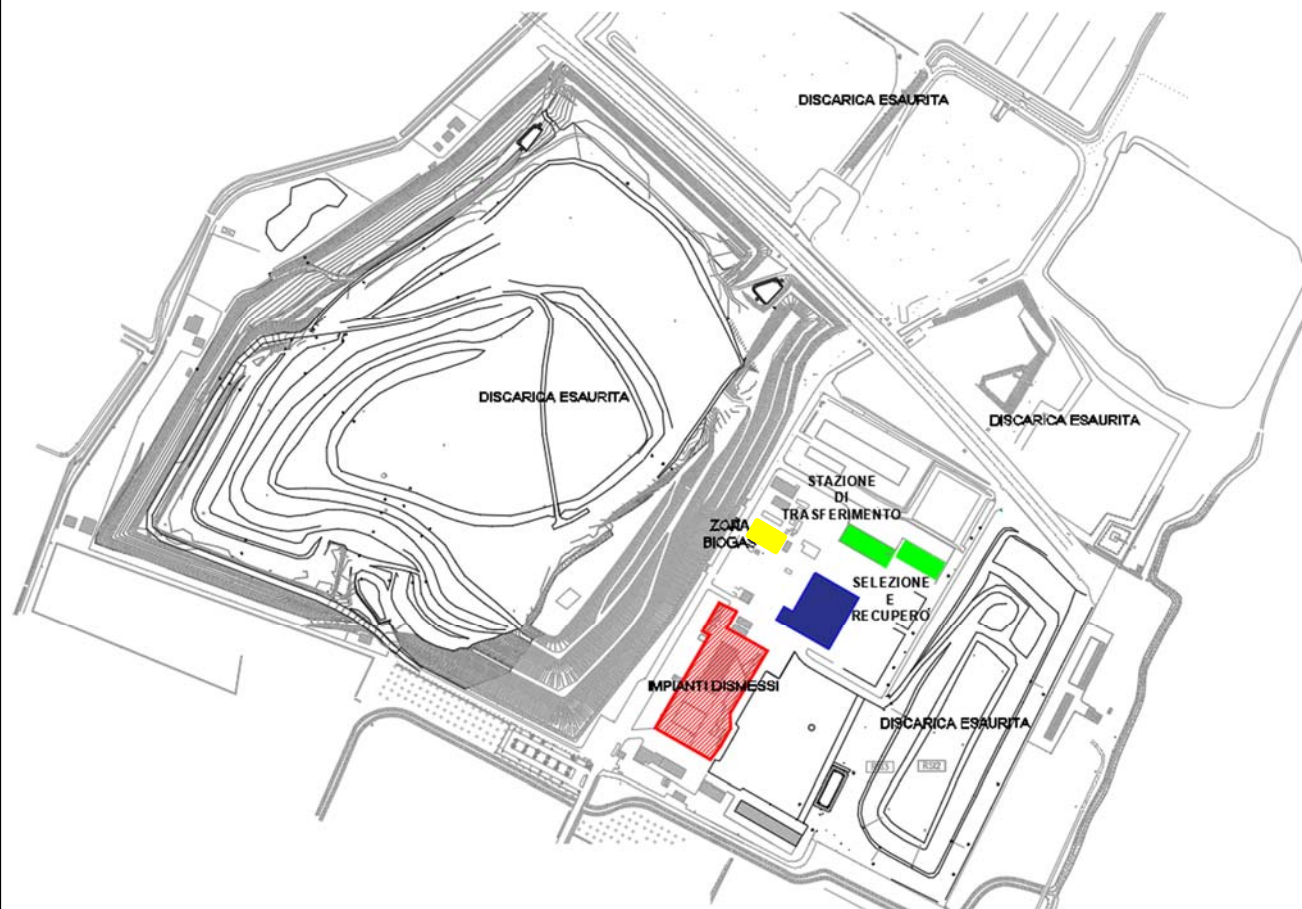 DISCARICA ESAURITA
DISCARICA ESAURITA
DISCARICA ESAURITA
STAZIONE
DI
TRASFERIMENTO
ZONA
BIOGAS
SELEZIONE
E
RECUPERO
IMPIANTI DISMESSI
DISCARICA ESAURITA